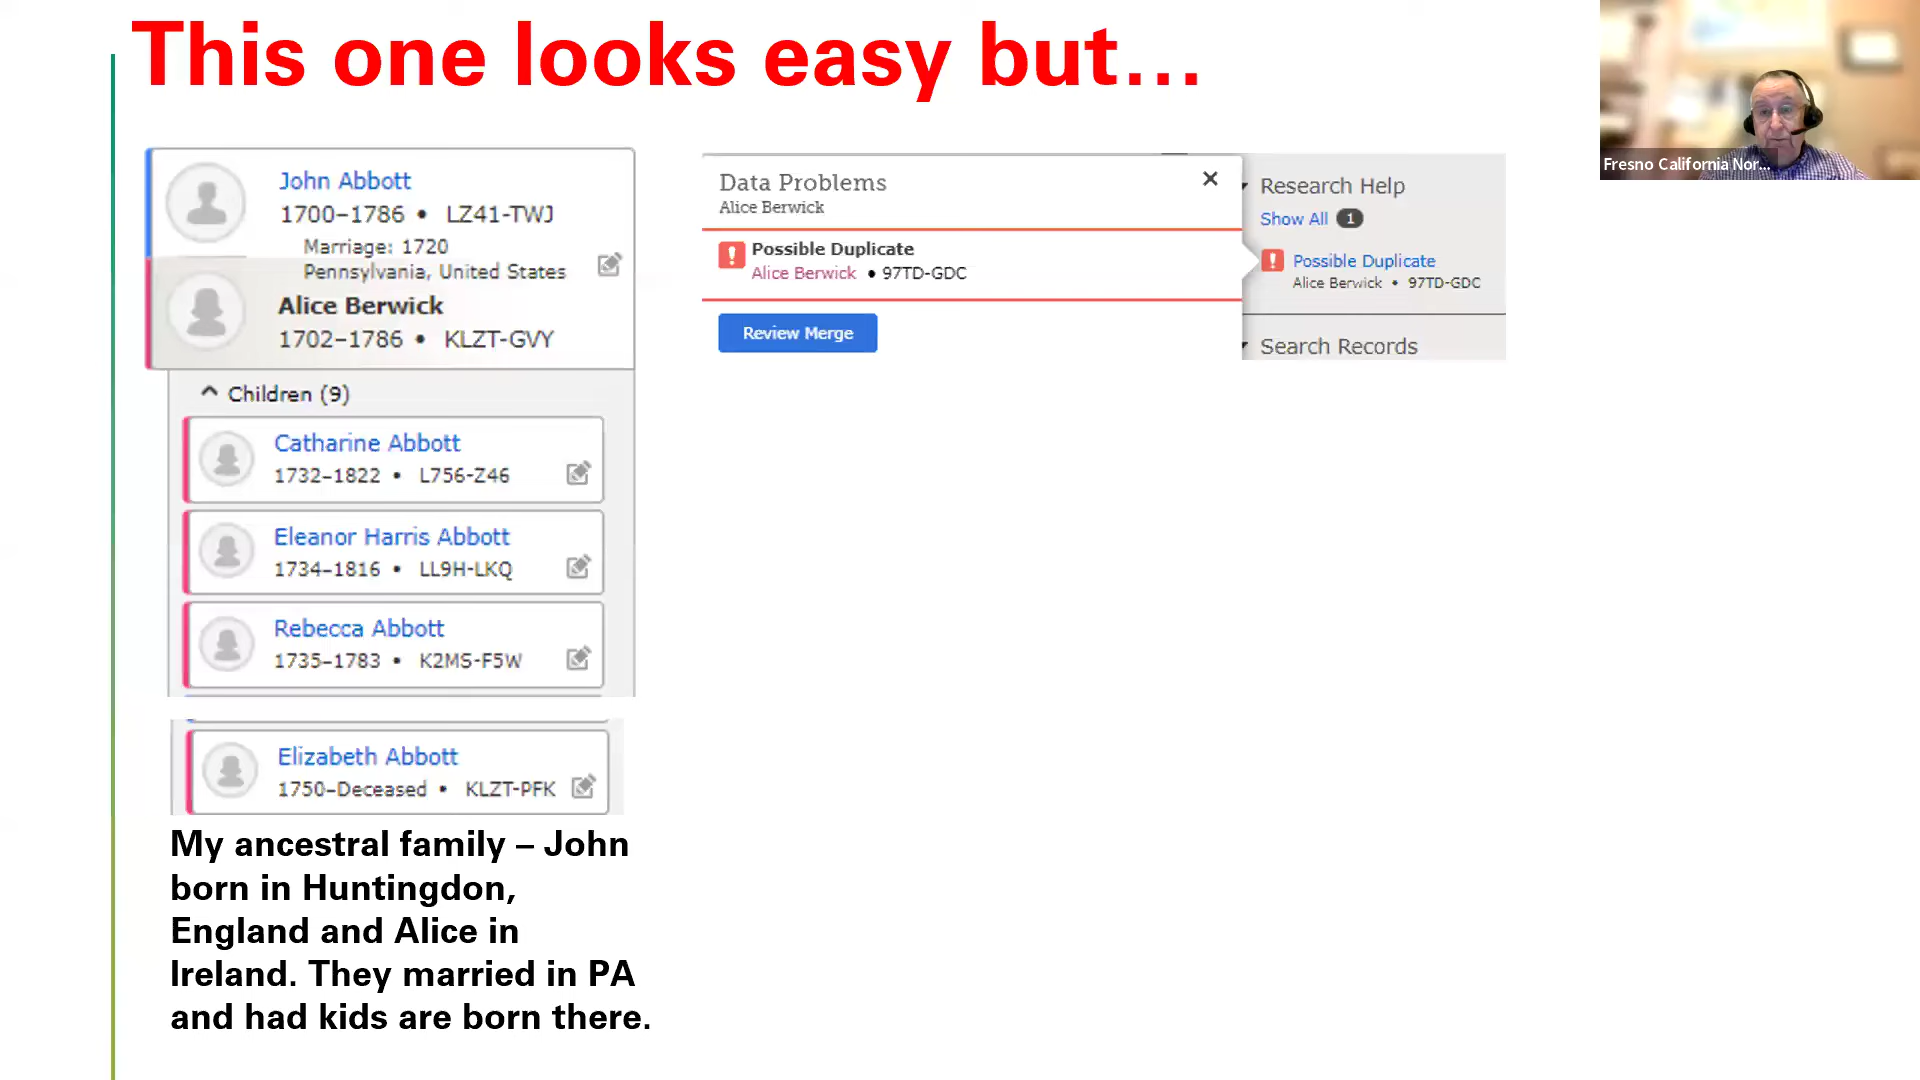 This one looks easy but...
John Abbott
1700–1786 • LZ41-TWJ
Marriage: 1720
Pennsylvania, United States
Alice Berwick
1702–1786 • KLZT-GVY
Children (9)
Catharine Abbott
1732–1822 • L756-Z46
Eleanor Harris Abbott
1734–1816 • LL9H-LKQ
Rebecca Abbott
1735–1783 • K2MS-F5W
Elizabeth Abbott
1750–Deceased • KLZT-PFK
My ancestral family – John
born in Huntingdon,
England and Alice in
Ireland. They married in PA
and had kids are born there.
Data Problems
Alice Berwick
Possible Duplicate
Alice Berwick • 97TD-GDC
Review Merge
Research Help
Show All 1
Possible Duplicate
Alice Berwick • 97TD-GDC
Search Records
Fresno California Nor...